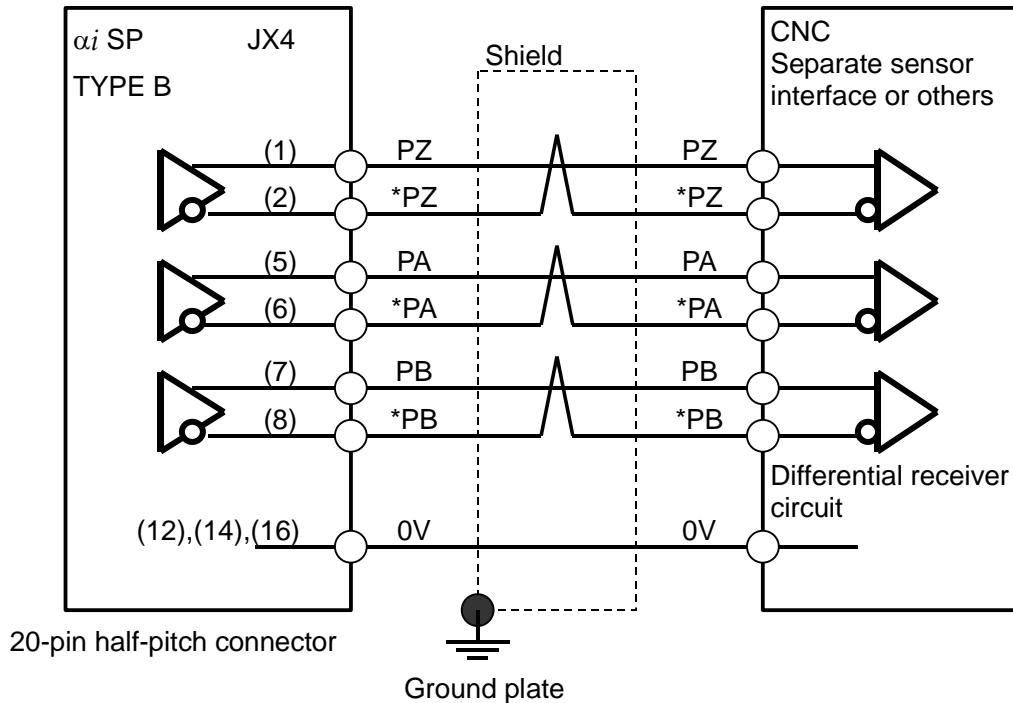 αi SP JX4
TYPE B
Shield
CNC
Separate sensor
interface or others
(1) PZ PZ
(2) *PZ *PZ
(5) PA PA
(6) *PA *PA
(7) PB PB
(8) *PB *PB
Differential receiver
circuit
(12),(14),(16) 0V 0V
20-pin half-pitch connector
Ground plate